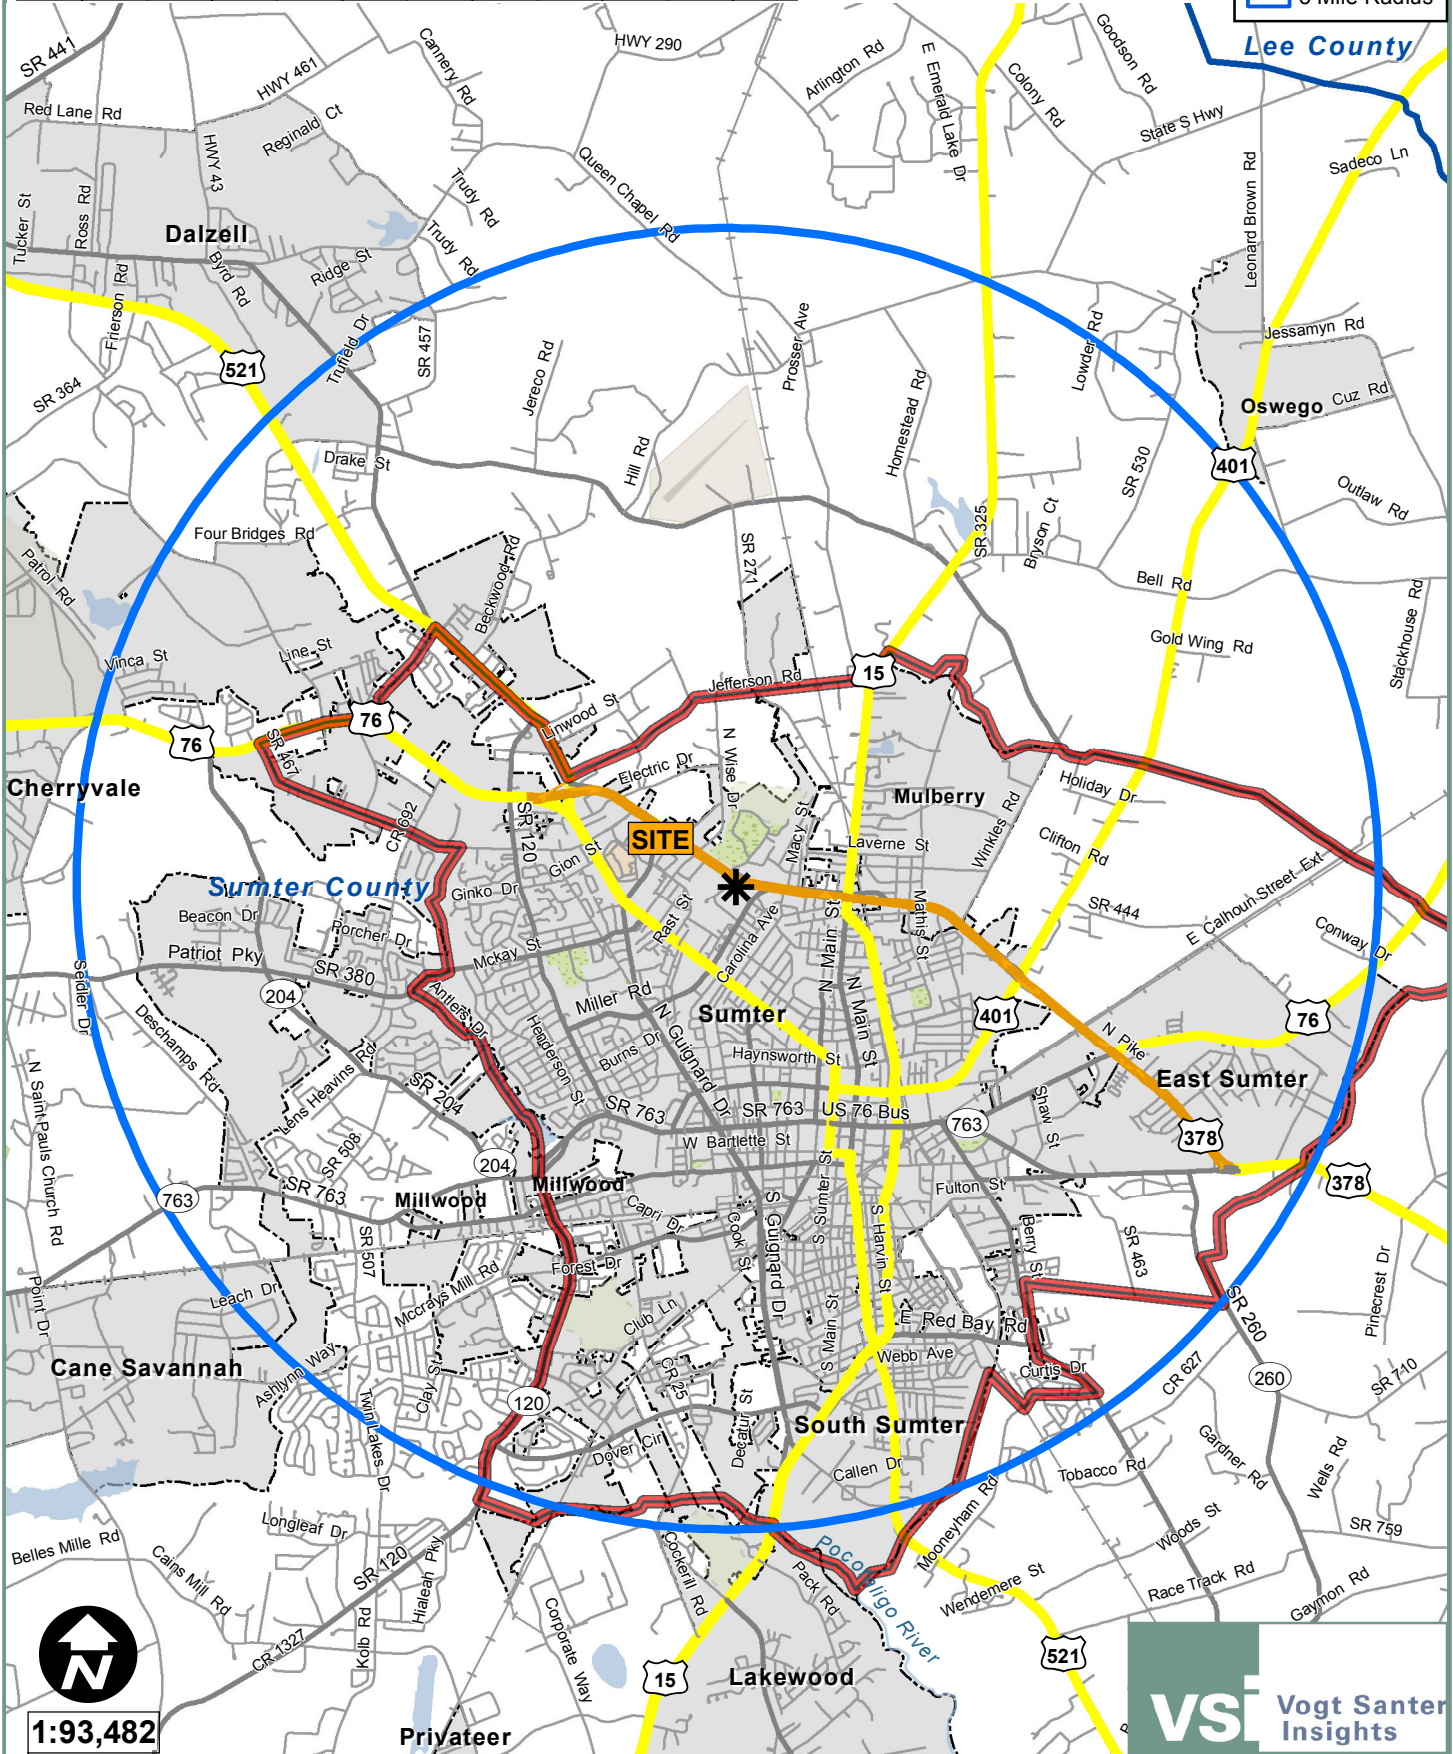 5 Mile Radius
Lee County
SR 441
HWY 461
Cannery Rd
HWY 290
Arlington Rd
E Emerald Lake Dr
Colony Rd
Goodson Rd
State S Hwy
Sadeco Ln
Red Lane Rd
HWY 43
Reginald Ct
Trudy Rd
Queen Chapel Rd
Leonard Brown Rd
Tucker St
Ross Rd
Dalzell
Byrd Rd
Ridge St
Trudy Rd
Frierson Rd
Trufield Dr
SR 457
521
SR 364
Jereco Rd
Prosser Ave
Lowder Rd
Jessamyn Rd
Cuz Rd
Oswego
401
Homestead Rd
Hill Rd
Drake St
SR 530
Outlaw Rd
Four Bridges Rd
Patrol Rd
Beckwood Rd
SR 271
SR 325
Bryson Ct
Bell Rd
Stackhouse Rd
Gold Wing Rd
Vinca St
Line St
Jefferson Rd
15
76
76
Linwood St
SR 467
Cherryvale
Electric Dr
N Wise Dr
Holiday Dr
Mulberry
CR 692
SR 120
Gion St
SITE
Macy St
Laverne St
Winkles Rd
Clifton Rd
Sumter County
Ginko Dr
Beacon Dr
Porcher Dr
Patriot Pky
SR 380
Mckay St
Rast St
Carolina Ave
N Main St
Mathis St
SR 444
E Calhoun Street Ext
Conway Dr
204
Seidler Dr
Antlers Dr
Miller Rd
Sumter
N Main St
401
76
Deschamps Rd
Henderson St
Burns Dr
N Guignard Dr
Haynsworth St
N Pike
East Sumter
N Saint Pauls Church Rd
Lens Heavins Rd
SR 204
SR 763
SR 763
US 76 Bus
763
Shaw St
378
SR 508
W Bartlette St
204
Millwood
Millwood
763
SR 763
Fulton St
378
SR 507
Capri Dr
Cook St
S Guignard Dr
S Sumter St
S Harvin St
Berry St
SR 463
Forest Dr
Point Dr
Leach Dr
Mccrays Mill Rd
Club Ln
S Main St
E Red Bay Rd
SR 260
Pinecrest Dr
Cane Savannah
Ashlynn Way
Webb Ave
Curtis Dr
CR 627
260
SR 710
Twin Lakes Dr
Clay St
120
CR 25
Decatur St
South Sumter
Dover Cir
Callen Dr
Tobacco Rd
Gardner Rd
Wells Rd
Longleaf Dr
Belles Mille Rd
Cains Mill Rd
SR 120
Hialeah Pky
Cockerill Rd
Pocotaligo River
Pack Rd
Mooneyham Rd
Woods St
SR 759
Wendemere St
Race Track Rd
Gaymon Rd
CR 1327
Kolb Rd
Corporate Way
15
Lakewood
521
N
1:93,482
Privateer
vsi
Vogt Santer
Insights